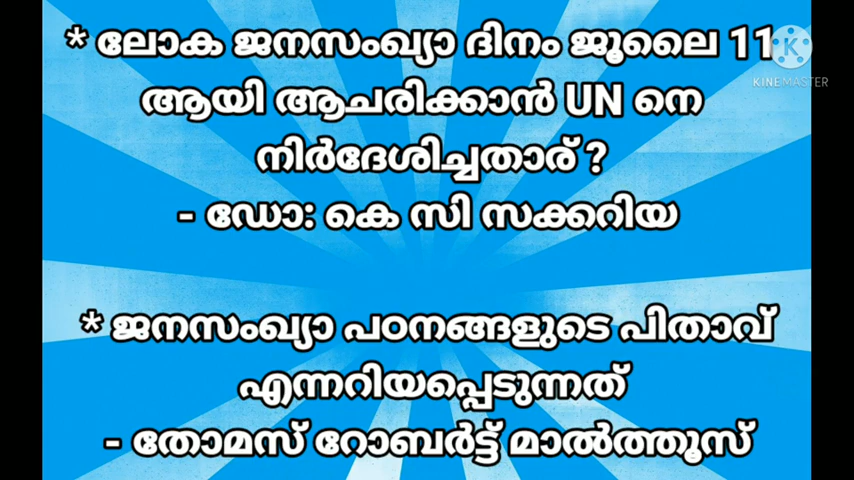 * ലോക ജനസംഖ്യാ ദിനം ജൂലൈ 11
ആയി ആചരിക്കാൻ UN നെ
നിർദേശിച്ചതാര് ?
- ഡോ: കെ സി സക്കറിയ
* ജനസംഖ്യാ പഠനങ്ങളുടെ പിതാവ്
എന്നറിയപ്പെടുന്നത്
- തോമസ് റോബർട്ട് മാൽത്തൂസ്
K
KINEMASTER